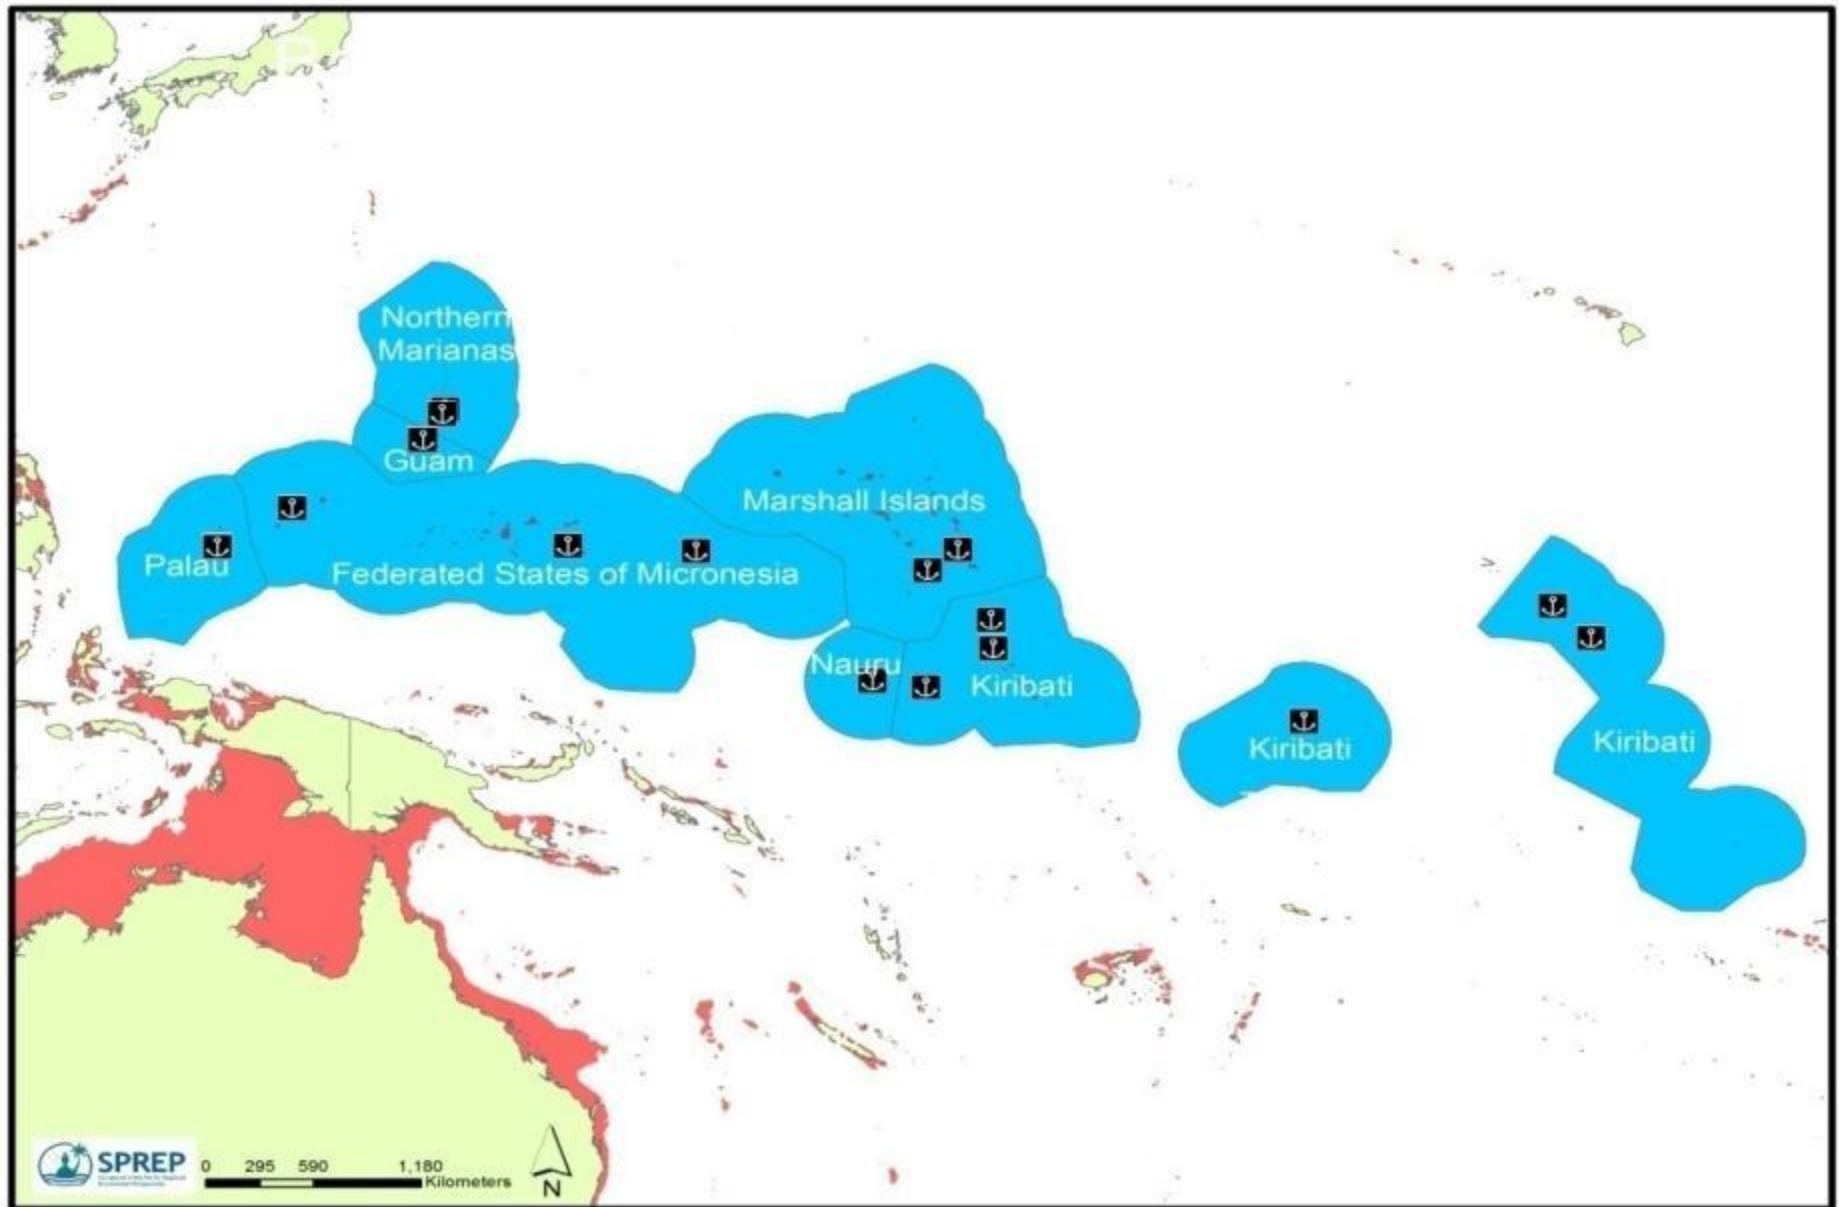 P
Northern
Marianas
Guam
Marshall Islands
Palau
Federated States of Micronesia
Nauru
Kiribati
Kiribati
Kiribati
SPREP
0 295 590 1,180
Kilometers
N